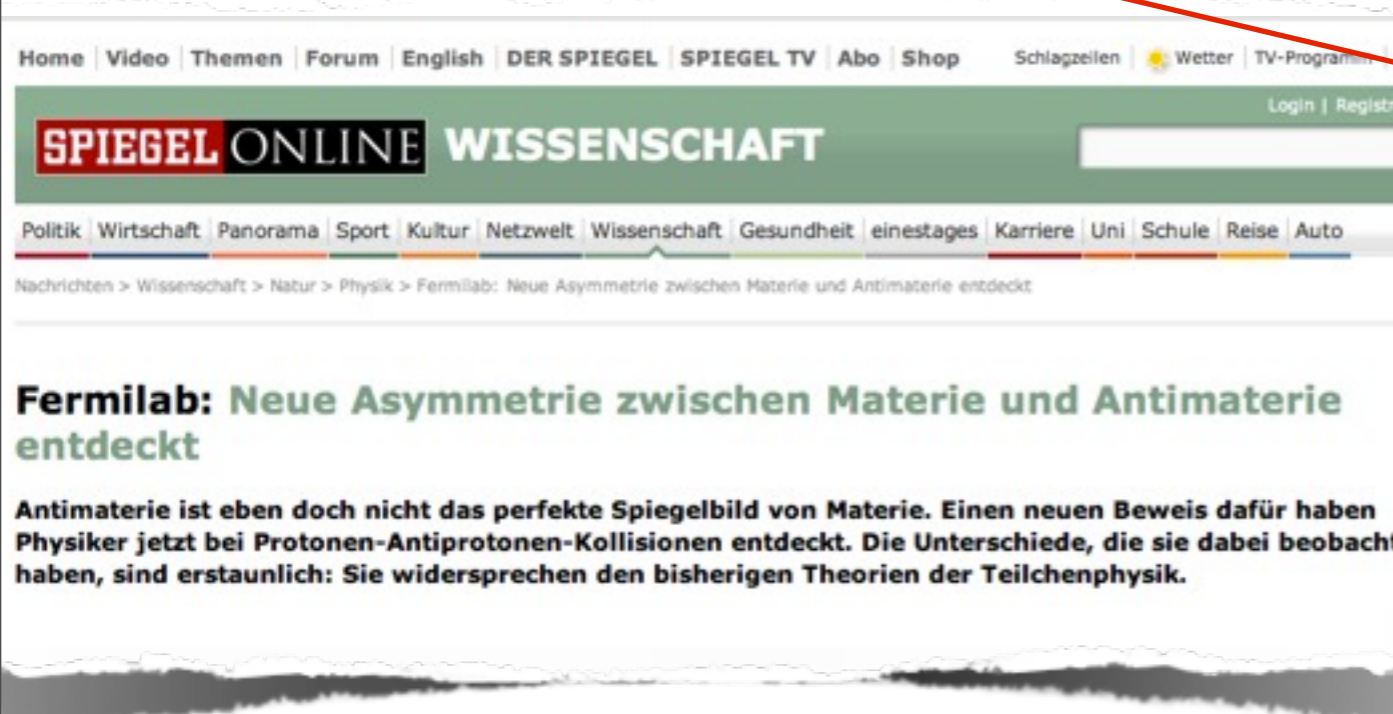 Home Video Themen Forum English DER SPIEGEL SPIEGEL TV Abo Shop Schlagzeilen Wetter TV-Programm
Login | Registr
SPIEGEL ONLINE WISSENSCHAFT
Politik Wirtschaft Panorama Sport Kultur Netzwelt Wissenschaft Gesundheit einestages Karriere Uni Schule Reise Auto
Nachrichten > Wissenschaft > Natur > Physik > Fermilab: Neue Asymmetrie zwischen Materie und Antimaterie entdeckt
Fermilab: Neue Asymmetrie zwischen Materie und Antimaterie
entdeckt
Antimaterie ist eben doch nicht das perfekte Spiegelbild von Materie. Einen neuen Beweis dafür haben
Physiker jetzt bei Protonen-Antiprotonen-Kollisionen entdeckt. Die Unterschiede, die sie dabei beobacht
haben, sind erstaunlich: Sie widersprechen den bisherigen Theorien der Teilchenphysik.